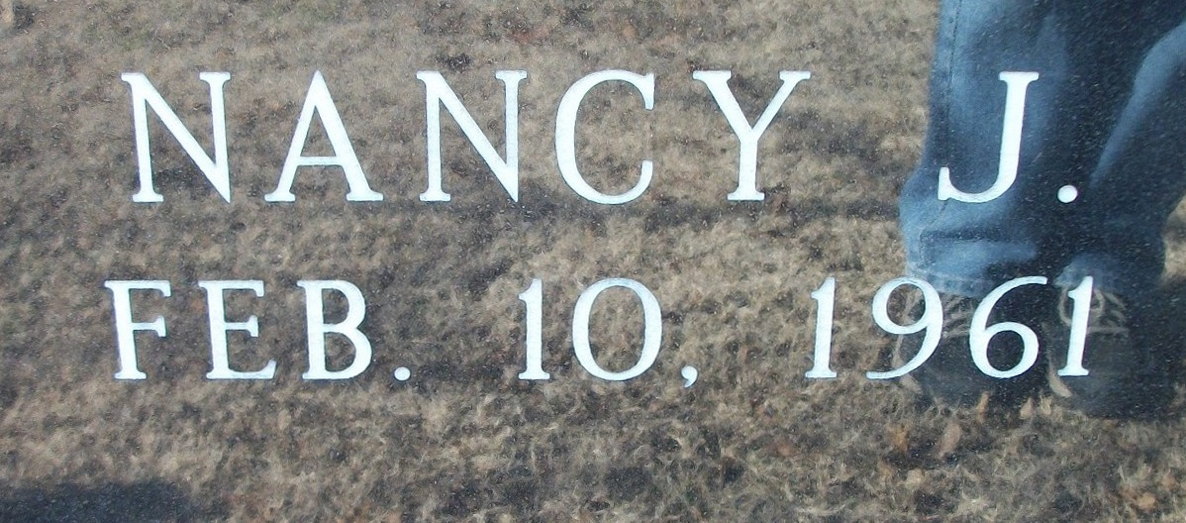 NANCY J.
FEB. 10, 1961